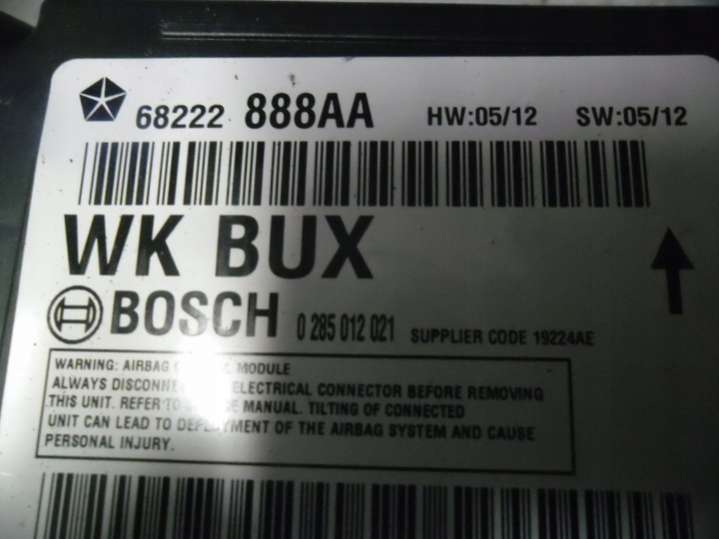 68222 888AA HW:05/12 SW:05/12
WK BUX
BOSCH 0 285 012 021 SUPPLIER CODE 19224AE
WARNING: AIRBAG MODULE
ALWAYS ELECTRICAL CONNECTOR BEFORE REMOVING
THIS UNIT. REFER TO MANUAL. TILTING OF CONNECTED
UNIT CAN LEAD TO DEPLOYMENT OF THE AIRBAG SYSTEM AND CAUSE
PERSONAL INJURY.